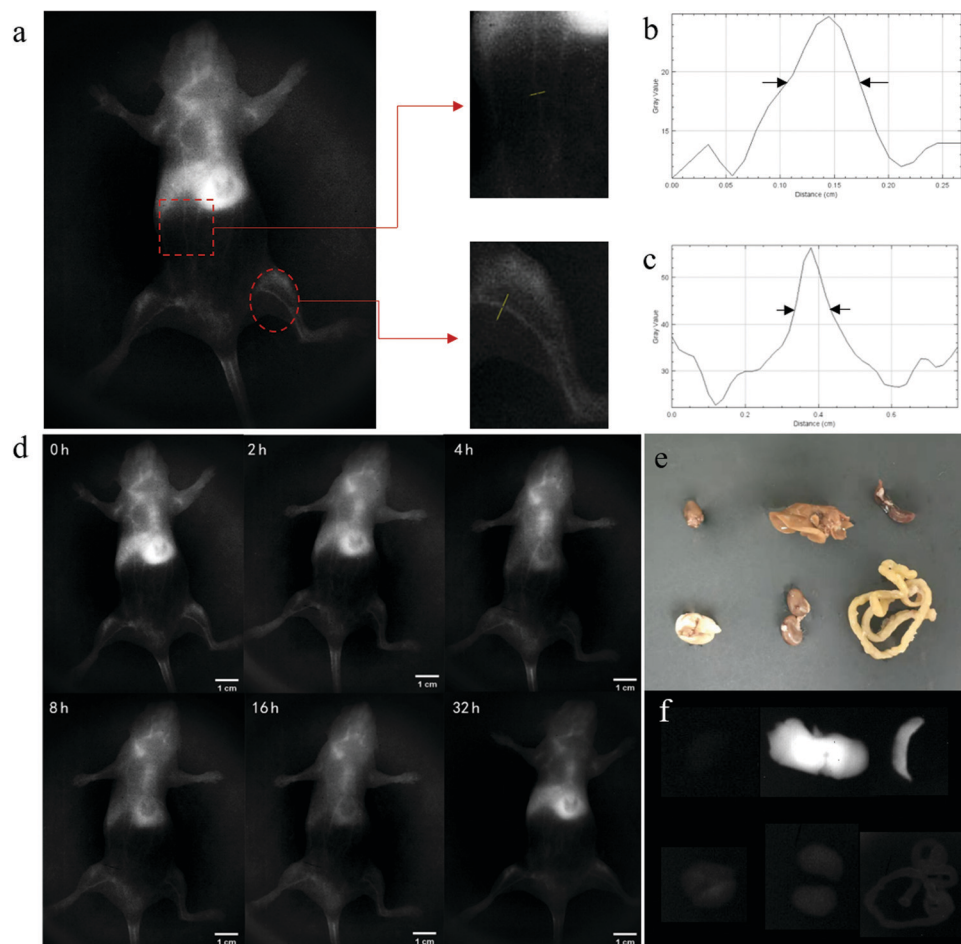 a
b
Gray Value
20
15
0.00
0.05
0.10
0.15
0.20
0.25
Distance (cm)
c
Gray Value
50
40
30
0.0
0.2
0.4
0.6
Distance (cm)
d
0 h
2 h
4 h
1 cm
1 cm
1 cm
8 h
16 h
32 h
1 cm
1 cm
1 cm
e
f